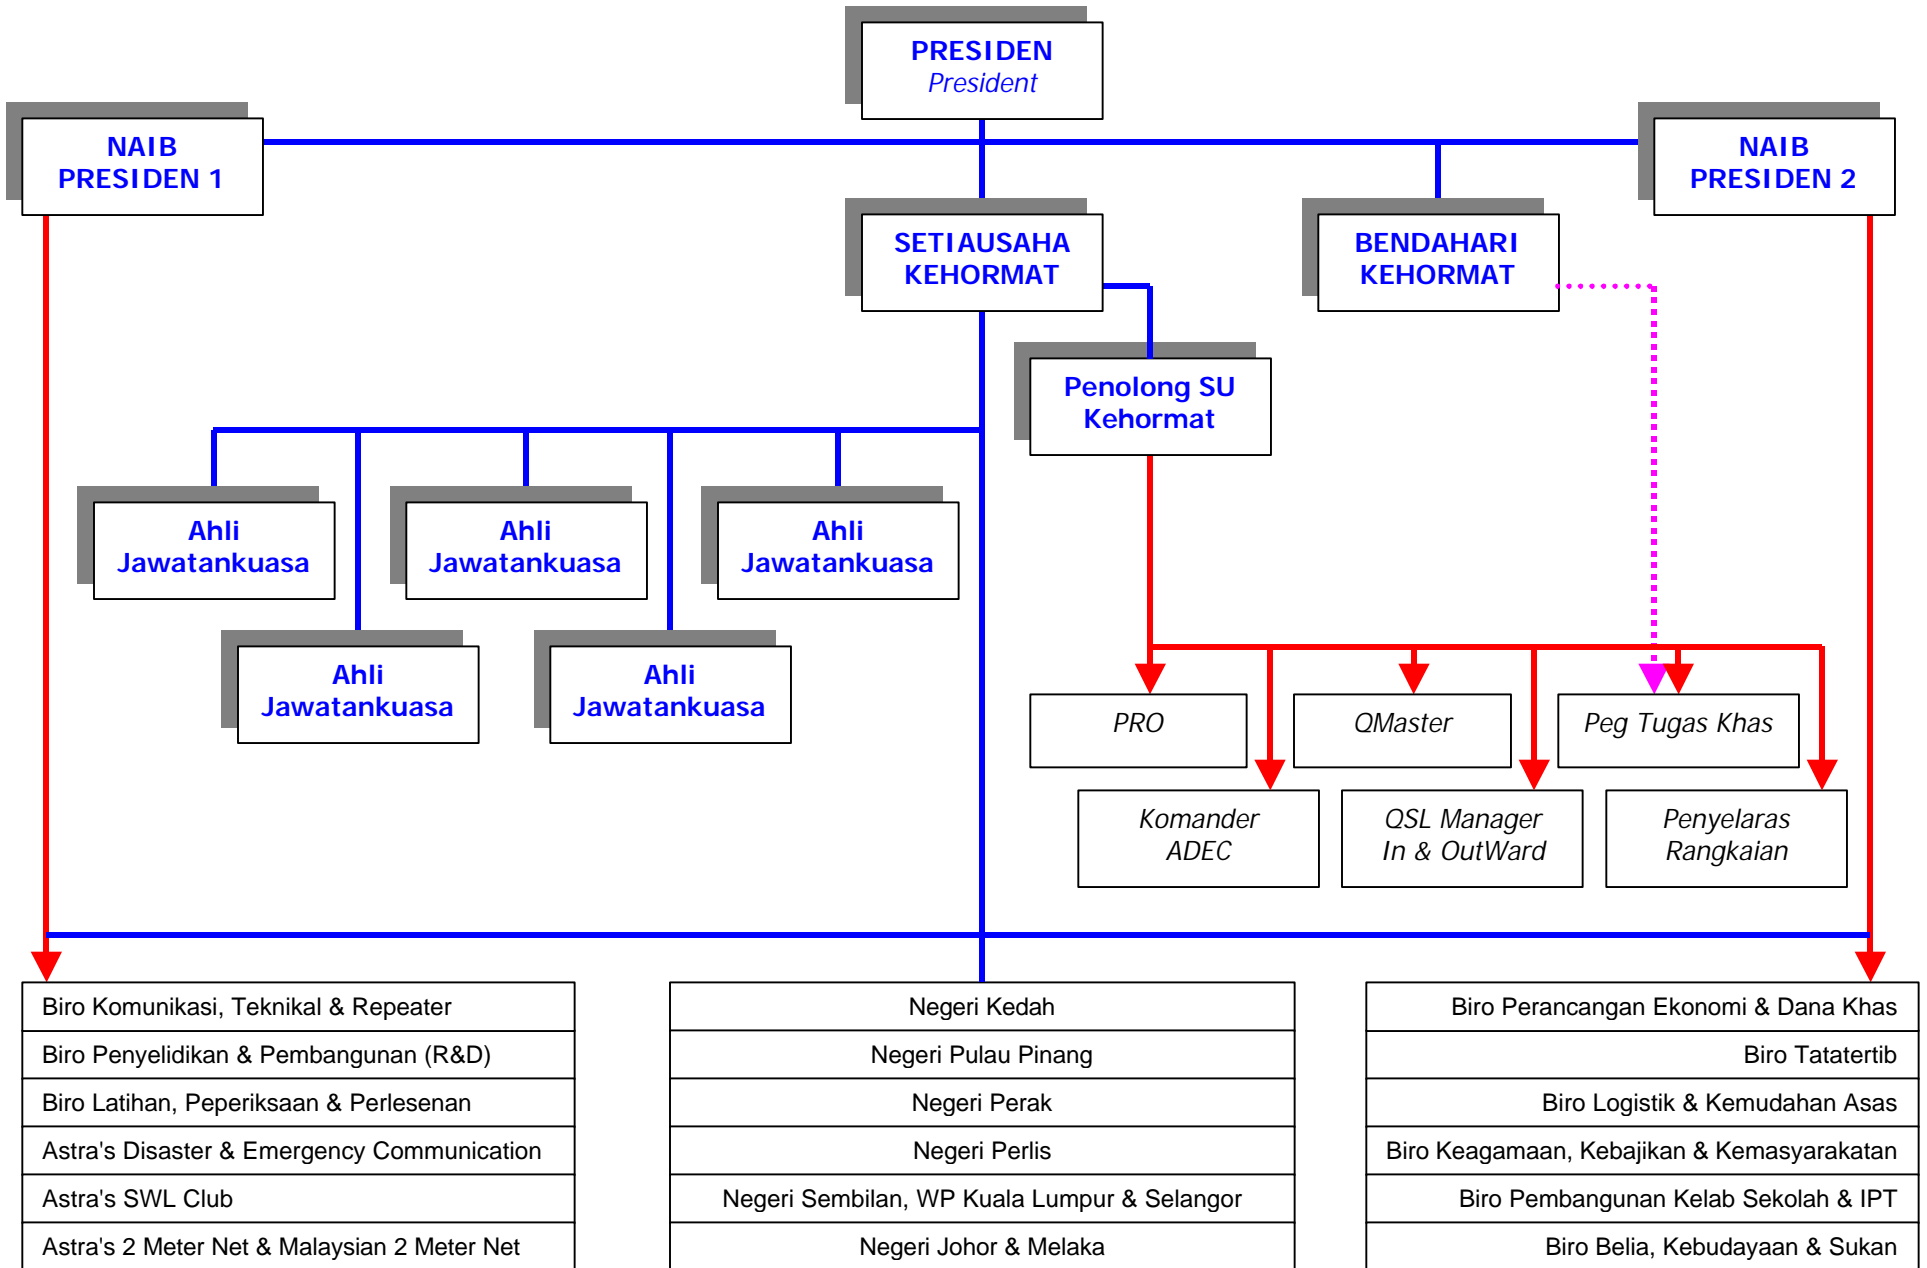 PRESIDEN
President
NAIB
PRESIDEN 1
NAIB
PRESIDEN 2
SETIAUSAHA
KEHORMAT
BENDAHARI
KEHORMAT
Penolong SU
Kehormat
Ahli
Jawatankuasa
Ahli
Jawatankuasa
Ahli
Jawatankuasa
Ahli
Jawatankuasa
Ahli
Jawatankuasa
PRO
QMaster
Peg Tugas Khas
Komander
ADEC
QSL Manager
In & OutWard
Penyelaras
Rangkaian
Biro Komunikasi, Teknikal & Repeater
Biro Penyelidikan & Pembangunan (R&D)
Biro Latihan, Peperiksaan & Perlesenan
Astra's Disaster & Emergency Communication
Astra's SWL Club
Astra's 2 Meter Net & Malaysian 2 Meter Net
Negeri Kedah
Negeri Pulau Pinang
Negeri Perak
Negeri Perlis
Negeri Sembilan, WP Kuala Lumpur & Selangor
Negeri Johor & Melaka
Biro Perancangan Ekonomi & Dana Khas
Biro Tatatertib
Biro Logistik & Kemudahan Asas
Biro Keagamaan, Kebajikan & Kemasyarakatan
Biro Pembangunan Kelab Sekolah & IPT
Biro Belia, Kebudayaan & Sukan